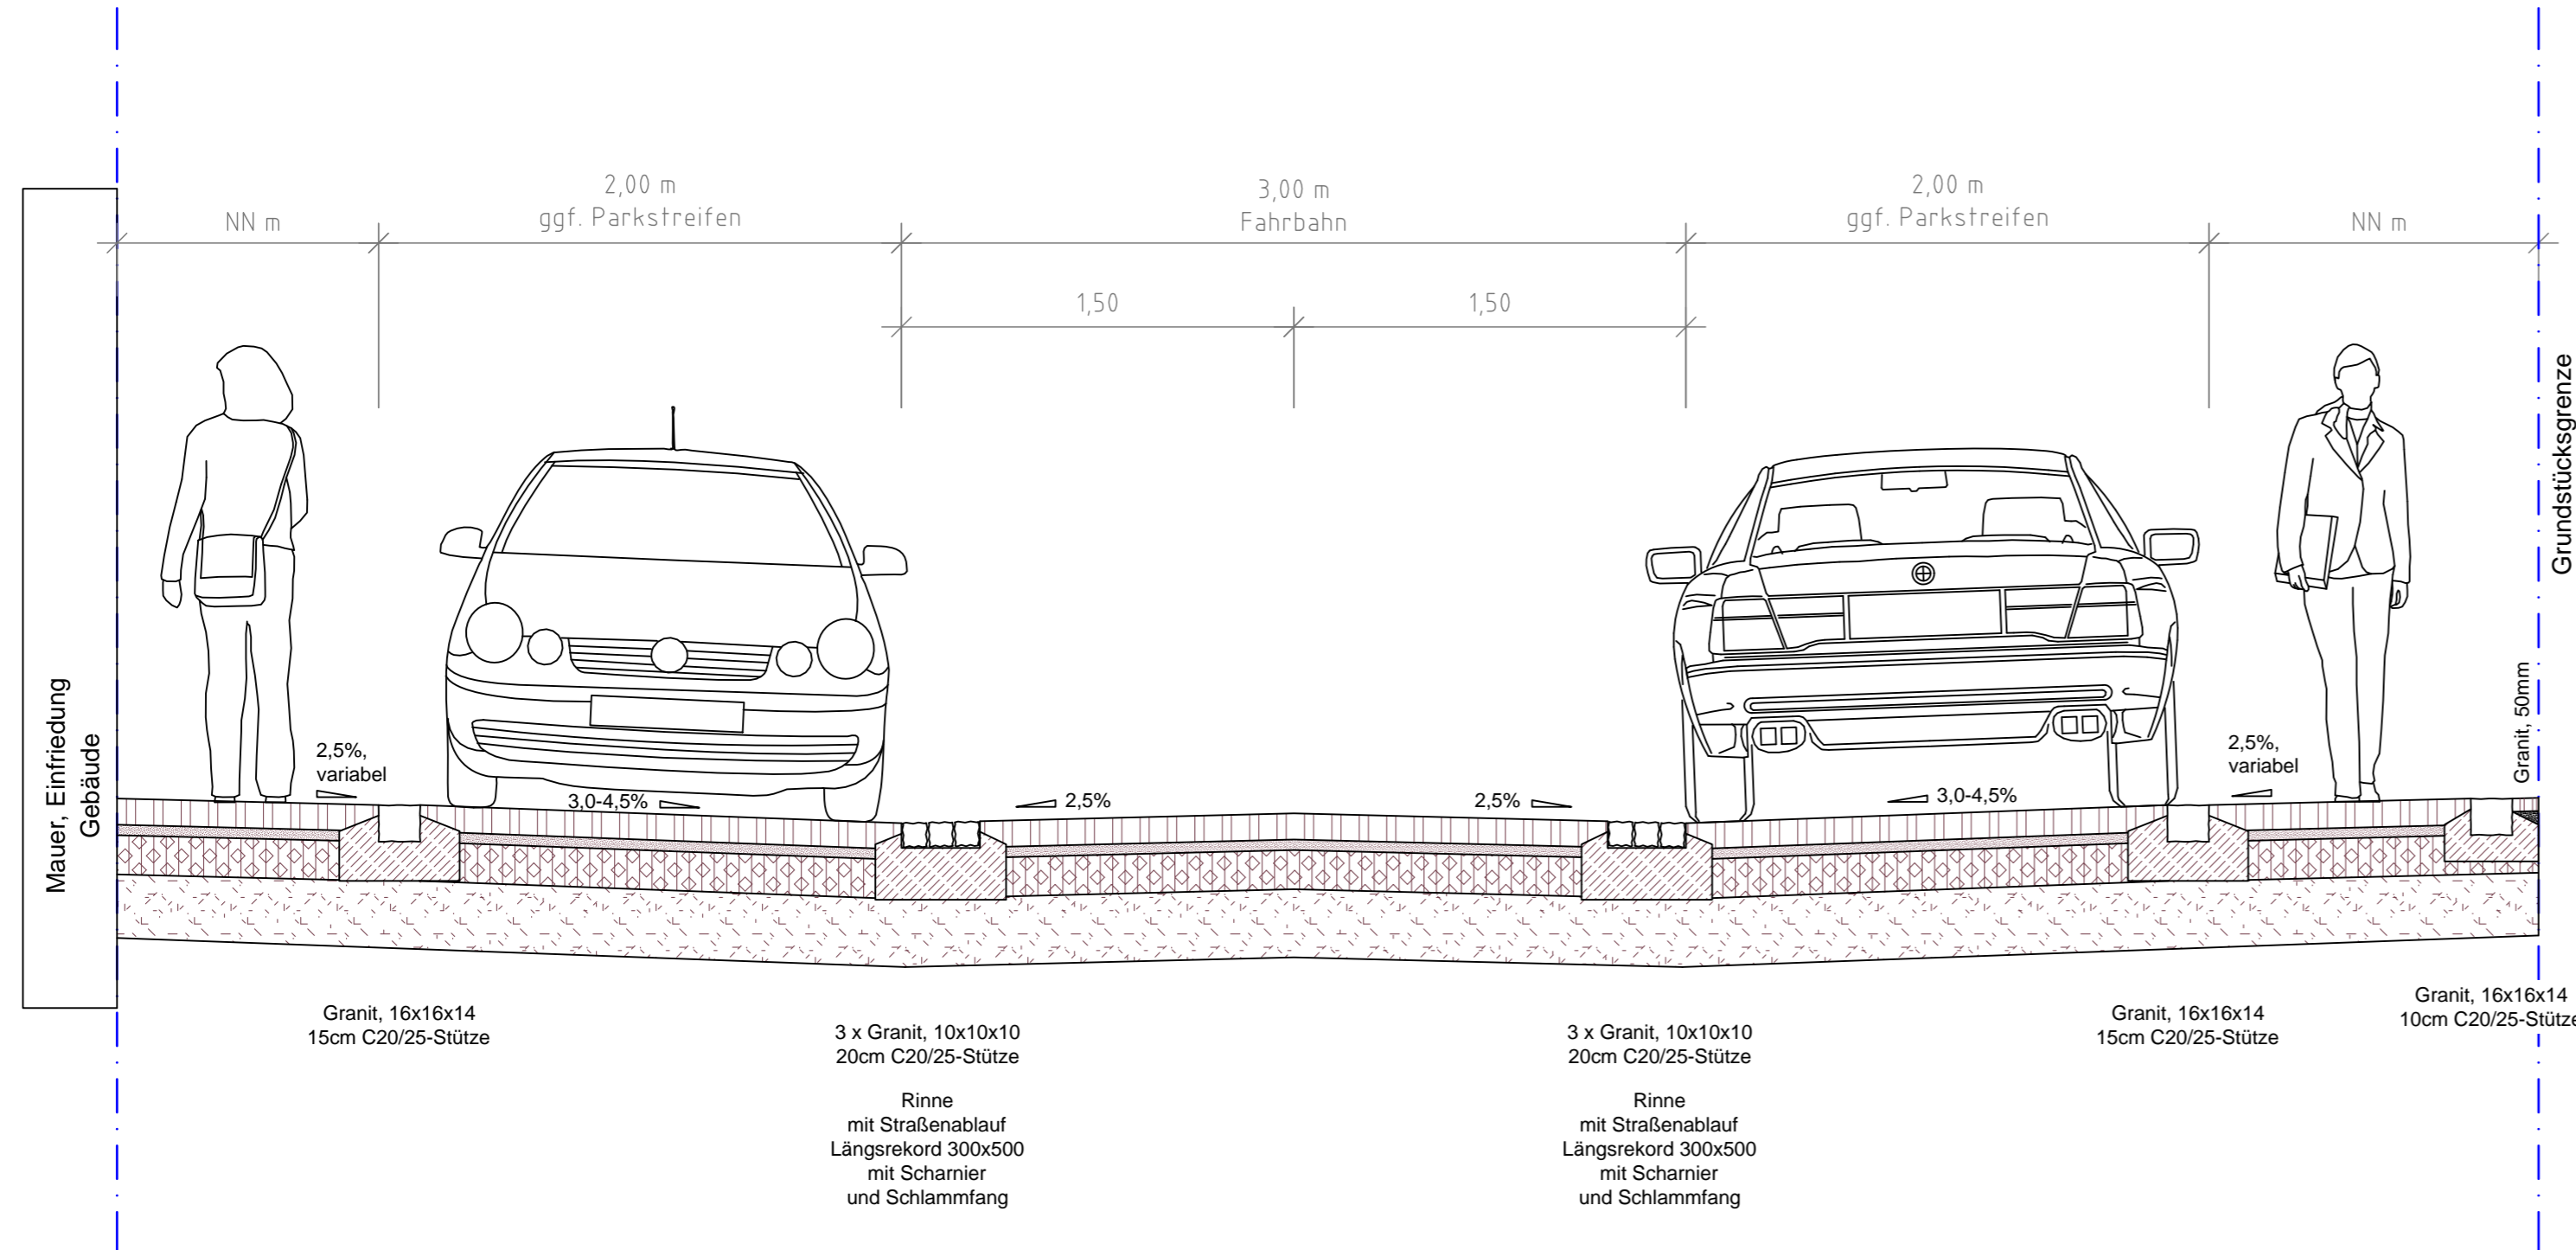 2,00 m
ggf. Parkstreifen
3,00 m
Fahrbahn
2,00 m
ggf. Parkstreifen
NN m
NN m
1,50
1,50
Mauer, Einfriedung
Gebäude
Grundstücksgrenze
Granit, 50mm
2,5%,
variabel
3,0-4,5%
2,5%
2,5%
3,0-4,5%
2,5%,
variabel
Granit, 16x16x14
15cm C20/25-Stütze
3 x Granit, 10x10x10
20cm C20/25-Stütze
Rinne
mit Straßenablauf
Längsrekord 300x500
mit Scharnier
und Schlammfang
3 x Granit, 10x10x10
20cm C20/25-Stütze
Rinne
mit Straßenablauf
Längsrekord 300x500
mit Scharnier
und Schlammfang
Granit, 16x16x14
15cm C20/25-Stütze
Granit, 16x16x14
10cm C20/25-Stütze